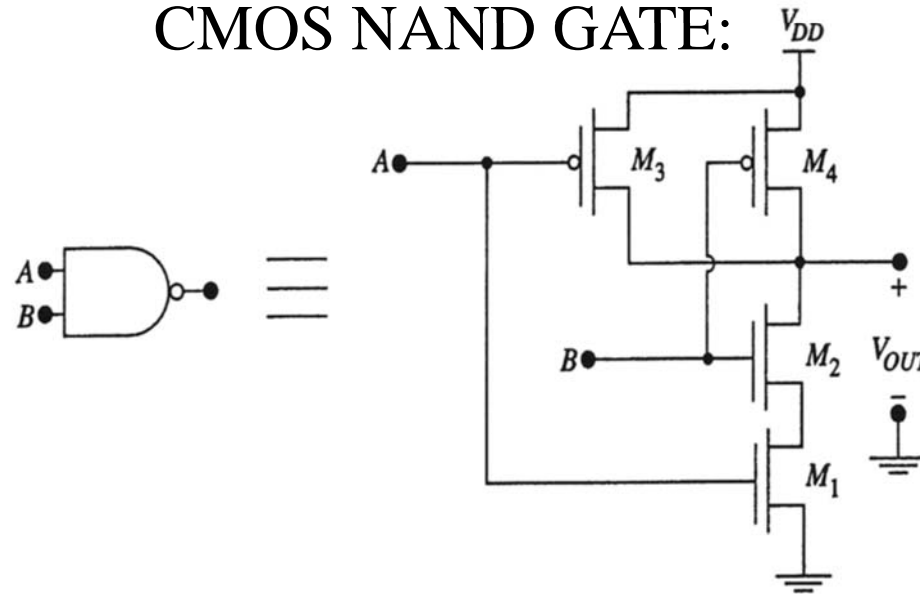 CMOS NAND GATE:
V_DD
A
M_3
M_4
A
B
+
B
M_2
V_OUT
−
M_1